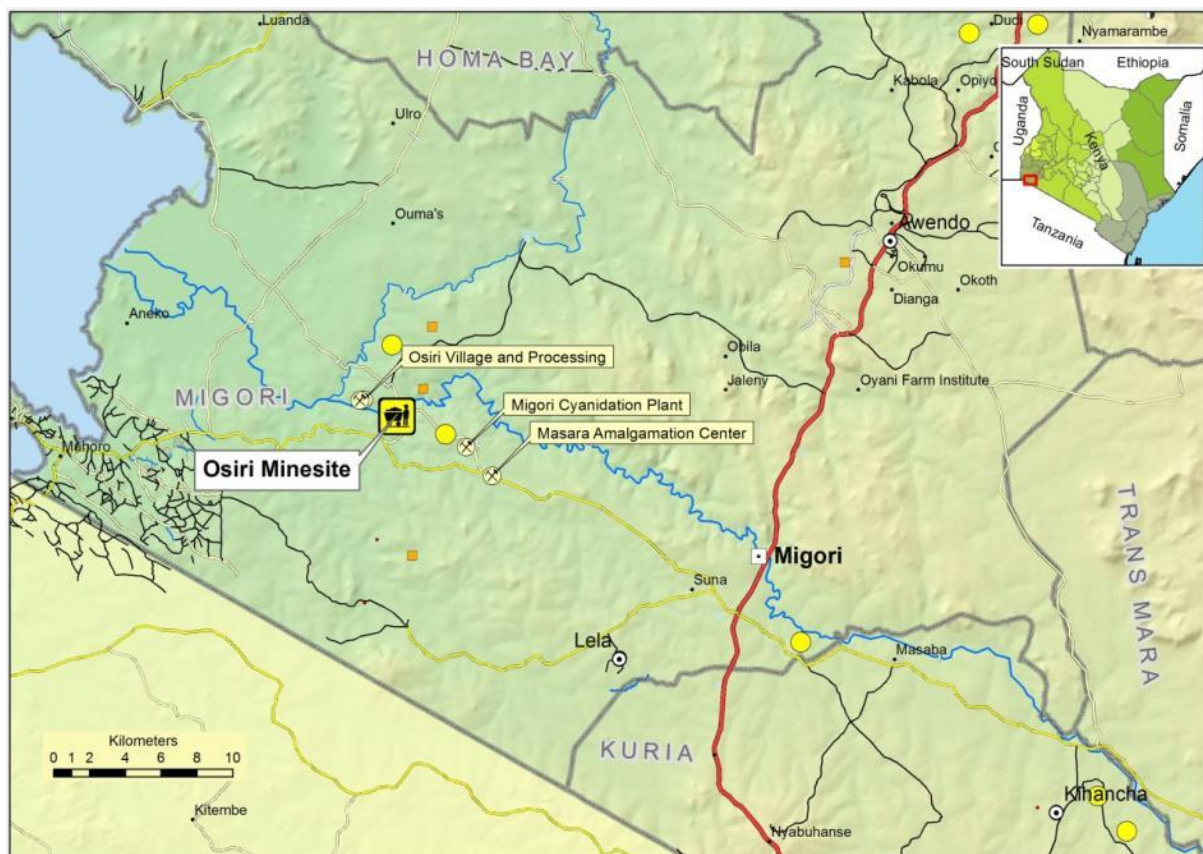 Luanda
Dudi
Nyamarambe
HOMA BAY
Kabola
Opiyo
South Sudan
Ethiopia
Uganda
Kenya
Somalia
Tanzania
Ulro
Ouma's
Awendo
Okumu
Okoth
Dianga
Aneko
Osiri Village and Processing
Obila
Jaleny
Oyani Farm Institute
MIGORI
Migori Cyanidation Plant
Masara Amalgamation Center
Muhoro
Osiri Minesite
TRANS MARA
Migori
Suna
Lela
Masaba
KURIA
Kilometers
0 1 2 4 6 8 10
Kitembe
Kihancha
Nyabuhanse